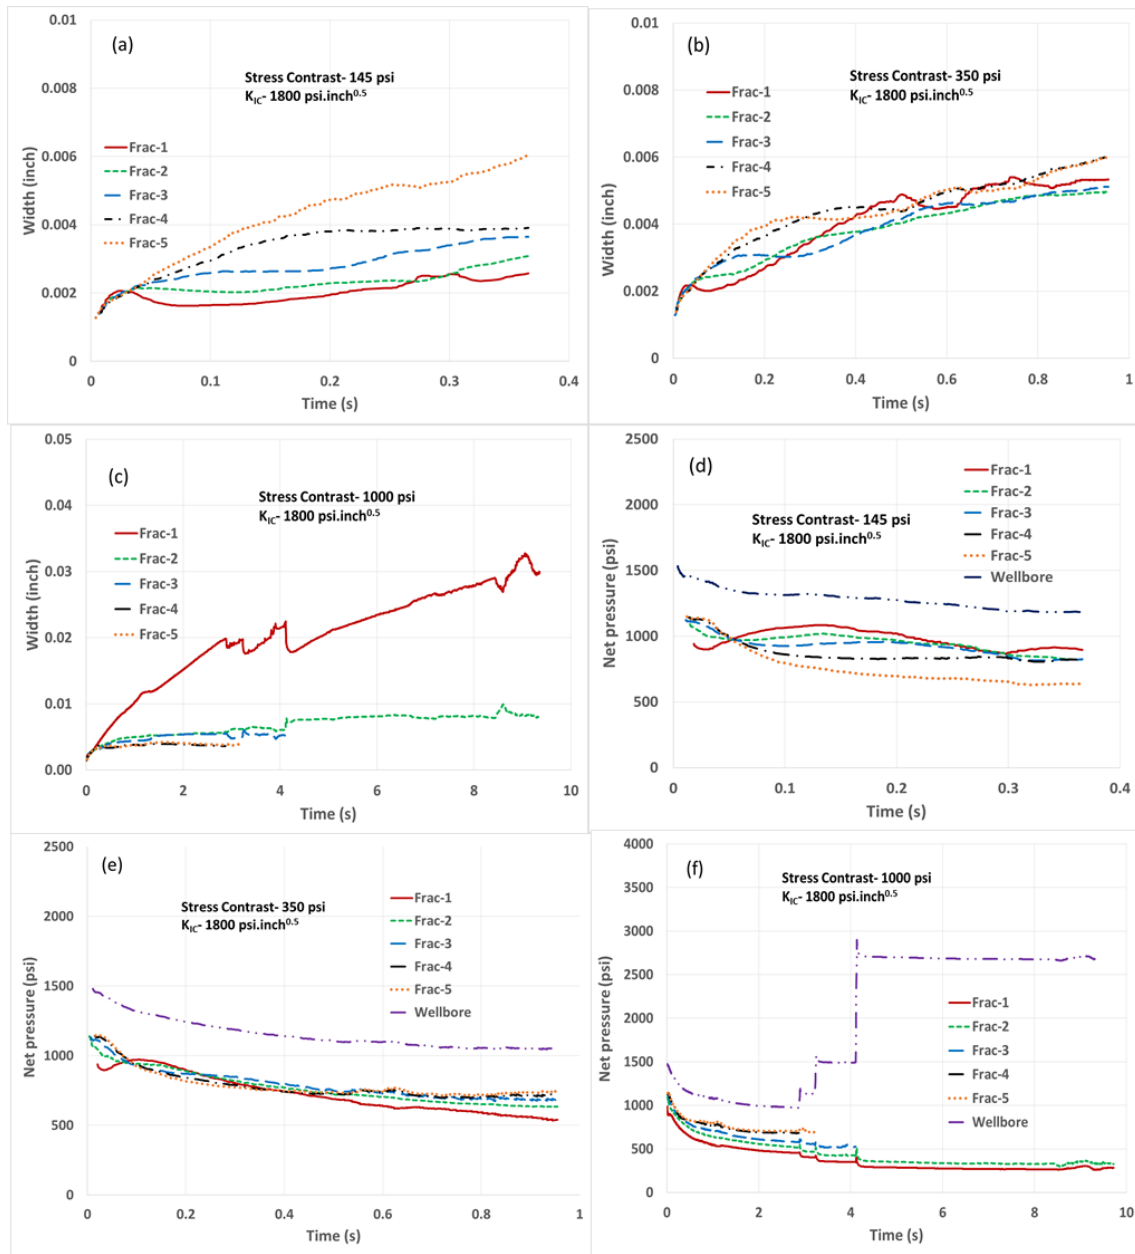 (a)
Stress Contrast- 145 psi
K_IC- 1800 psi.inch^0.5
Frac-1
Frac-2
Frac-3
Frac-4
Frac-5
Width (inch)
0.01
0.008
0.006
0.004
0.002
0
0 0.1 0.2 0.3 0.4
Time (s)
(b)
Stress Contrast- 350 psi
K_IC- 1800 psi.inch^0.5
Frac-1
Frac-2
Frac-3
Frac-4
Frac-5
Width (inch)
0.01
0.008
0.006
0.004
0.002
0
0 0.2 0.4 0.6 0.8 1
Time (s)
(c)
Stress Contrast- 1000 psi
K_IC- 1800 psi.inch^0.5
Frac-1
Frac-2
Frac-3
Frac-4
Frac-5
Width (inch)
0.05
0.04
0.03
0.02
0.01
0.00
0 2 4 6 8 10
Time (s)
(d)
Stress Contrast- 145 psi
K_IC- 1800 psi.inch^0.5
Frac-1
Frac-2
Frac-3
Frac-4
Frac-5
Wellbore
Net pressure (psi)
2500
2000
1500
1000
500
0
0 0.1 0.2 0.3 0.4
Time (s)
(e)
Stress Contrast- 350 psi
K_IC- 1800 psi.inch^0.5
Frac-1
Frac-2
Frac-3
Frac-4
Frac-5
Wellbore
Net pressure (psi)
2500
2000
1500
1000
500
0
0 0.2 0.4 0.6 0.8 1
Time (s)
(f)
Stress Contrast- 1000 psi
K_IC- 1800 psi.inch^0.5
Frac-1
Frac-2
Frac-3
Frac-4
Frac-5
Wellbore
Net pressure (psi)
4000
3500
3000
2500
2000
1500
1000
500
0
0 2 4 6 8 10
Time (s)